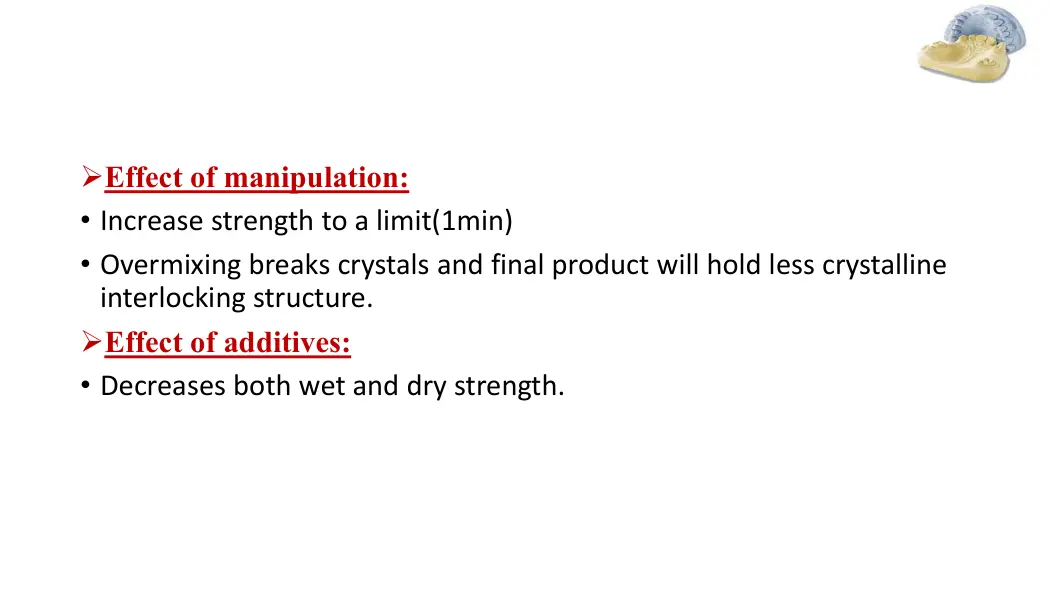 ➢Effect of manipulation:
• Increase strength to a limit(1min)
• Overmixing breaks crystals and final product will hold less crystalline
interlocking structure.
➢Effect of additives:
• Decreases both wet and dry strength.